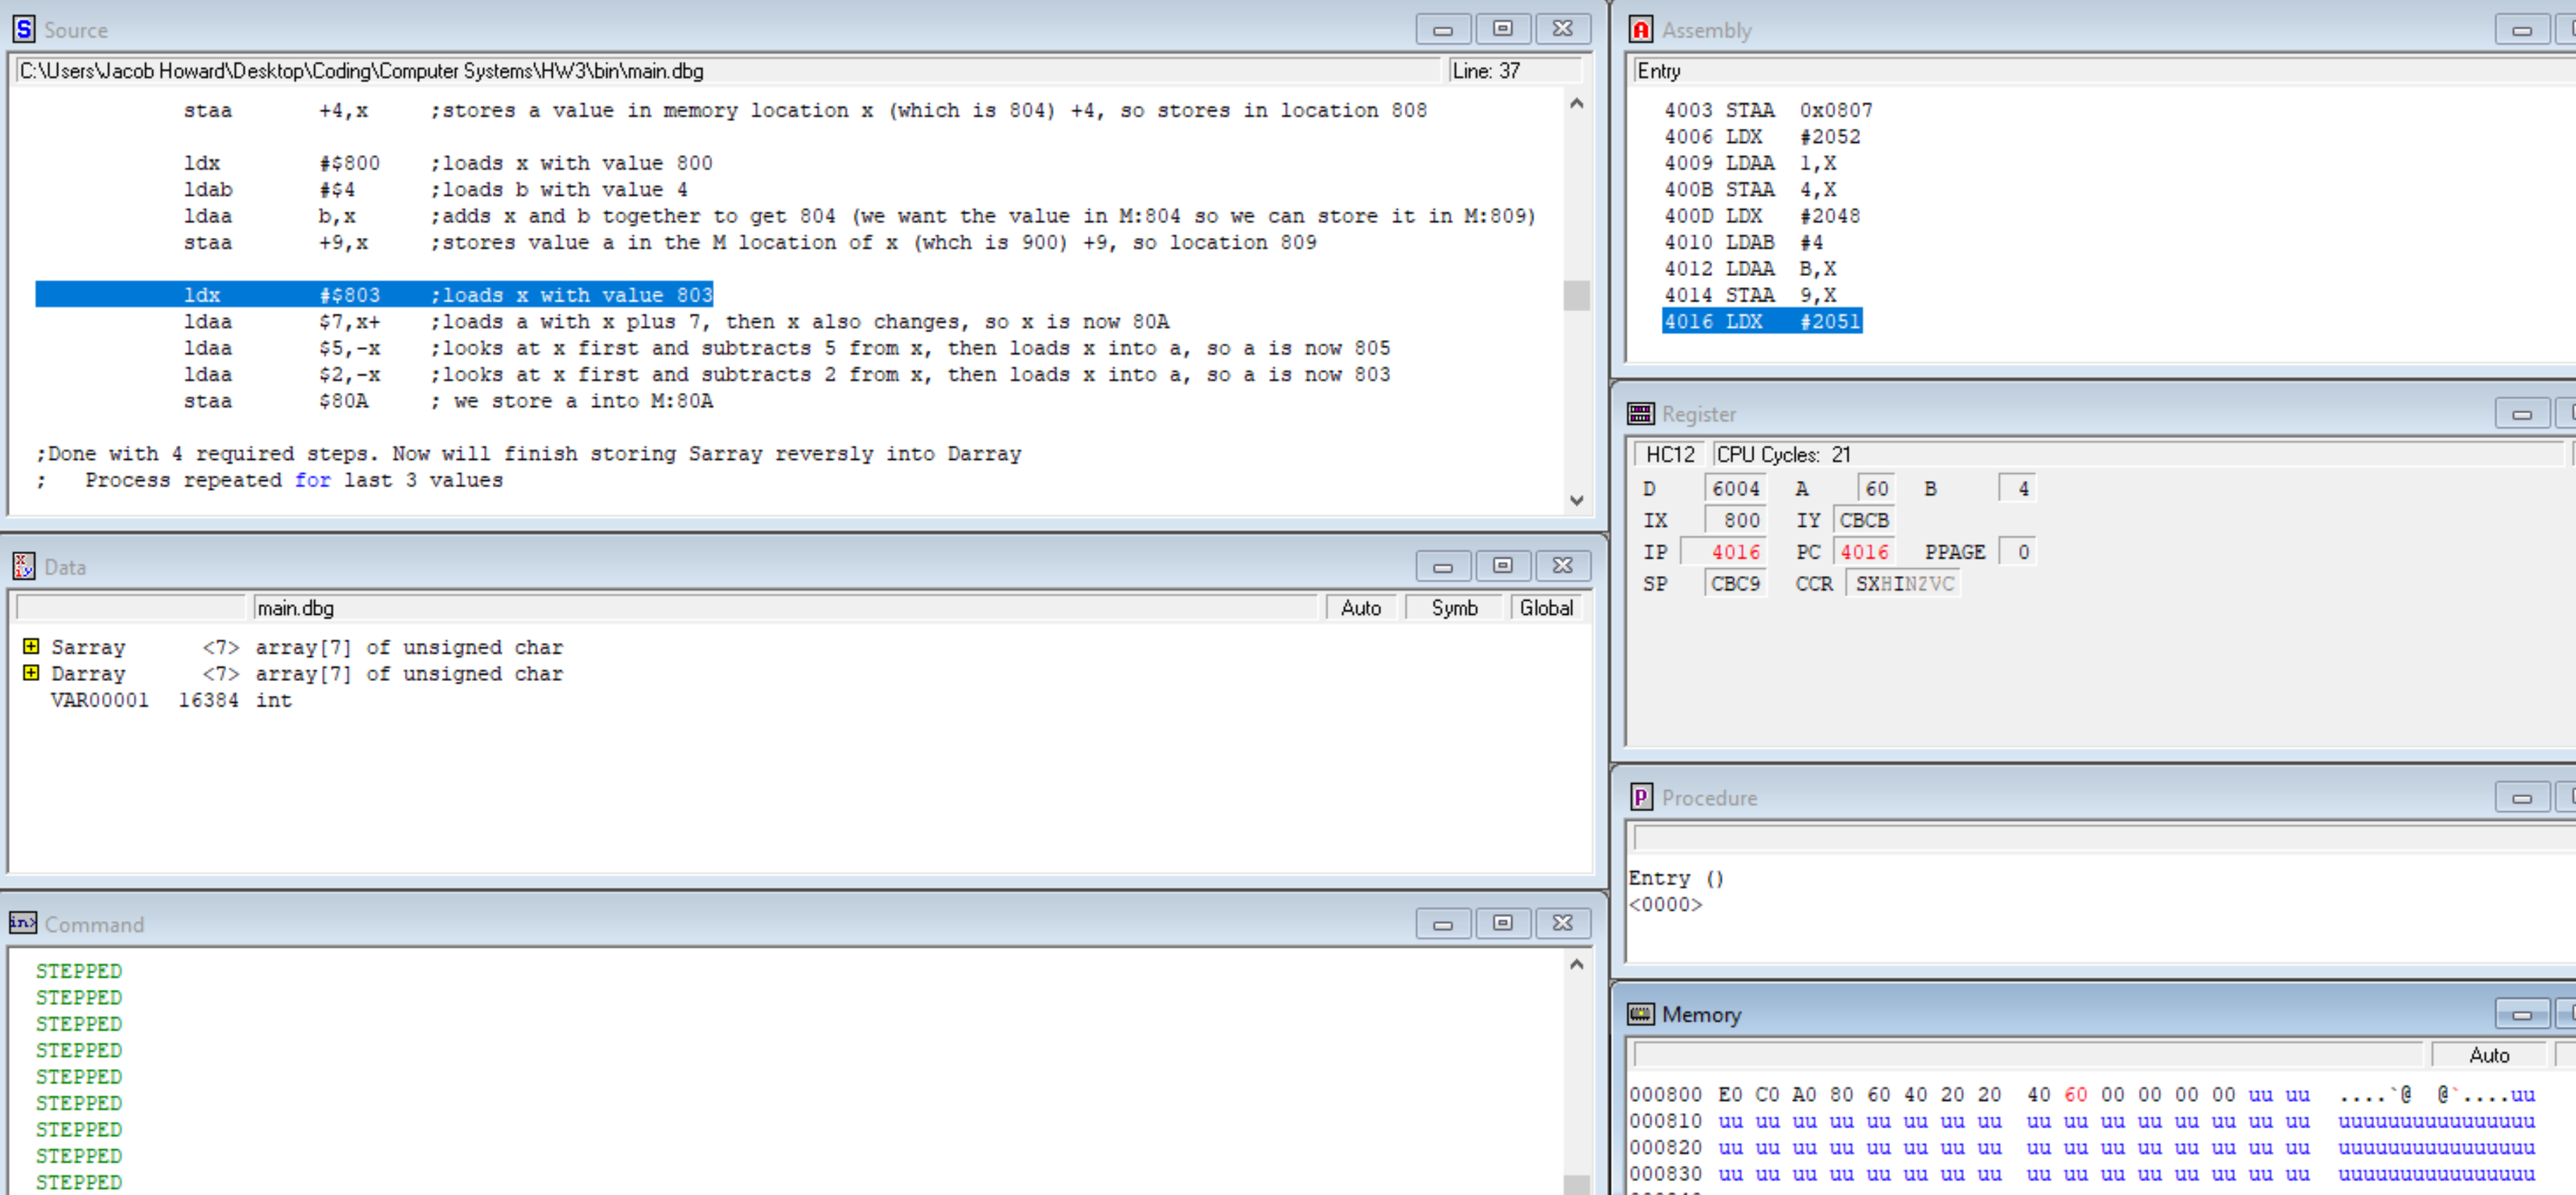 Source
C:\Users\Jacob Howard\Desktop\Coding\Computer Systems\HW3\bin\main.dbg Line: 37
staa +4,x ;stores a value in memory location x (which is 804) +4, so stores in location 808
ldx #$800 ;loads x with value 800
ldab #$4 ;loads b with value 4
ldaa b,x ;adds x and b together to get 804 (we want the value in M:804 so we can store it in M:809)
staa +9,x ;stores value a in the M location of x (whch is 900) +9, so location 809
ldx #$803 ;loads x with value 803
ldaa $7,x+ ;loads a with x plus 7, then x also changes, so x is now 80A
ldaa $5,-x ;looks at x first and subtracts 5 from x, then loads x into a, so a is now 805
ldaa $2,-x ;looks at x first and subtracts 2 from x, then loads x into a, so a is now 803
staa $80A ; we store a into M:80A
;Done with 4 required steps. Now will finish storing Sarray reversly into Darray
; Process repeated for last 3 values
Data
main.dbg Auto Symb Global
Sarray <7> array[7] of unsigned char
Darray <7> array[7] of unsigned char
VAR00001 16384 int
Command
STEPPED
STEPPED
STEPPED
STEPPED
STEPPED
STEPPED
STEPPED
STEPPED
STEPPED
Assembly
Entry
4003 STAA 0x0807
4006 LDX #2052
4009 LDAA 1,X
400B STAA 4,X
400D LDX #2048
4010 LDAB #4
4012 LDAA B,X
4014 STAA 9,X
4016 LDX #2051
Register
HC12 CPU Cycles: 21
D 6004 A 60 B 4
IX 800 IY CBCB
IP 4016 PC 4016 PPAGE 0
SP CBC9 CCR SXHINZVC
Procedure
Entry ()
<0000>
Memory
Auto
000800 E0 C0 A0 80 60 40 20 20 40 60 00 00 00 00 uu uu ....`@ @`....uu
000810 uu uu uu uu uu uu uu uu uu uu uu uu uu uu uu uu uuuuuuuuuuuuuuuu
000820 uu uu uu uu uu uu uu uu uu uu uu uu uu uu uu uu uuuuuuuuuuuuuuuu
000830 uu uu uu uu uu uu uu uu uu uu uu uu uu uu uu uu uuuuuuuuuuuuuuuu